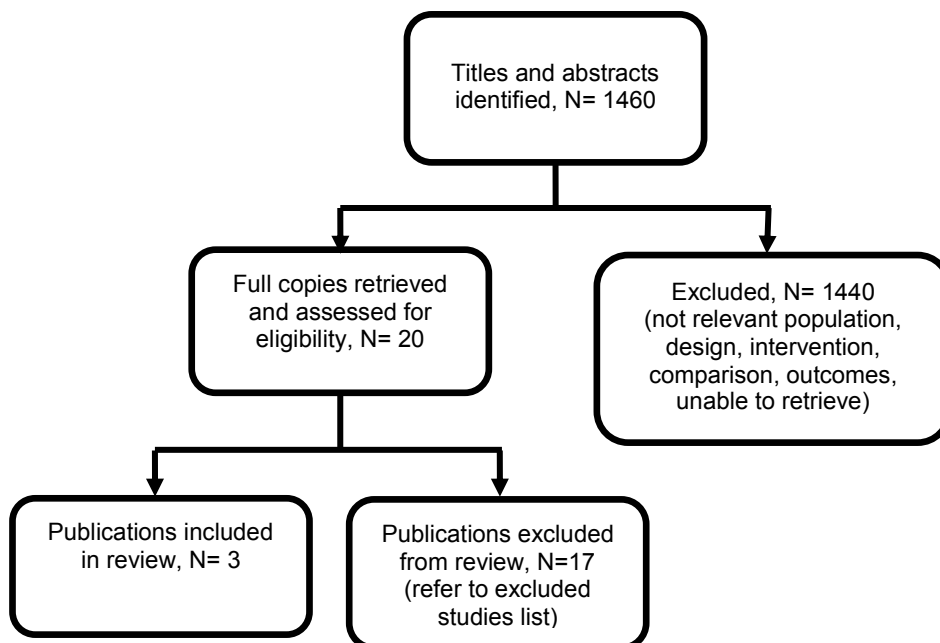 Titles and abstracts
identified, N= 1460
Full copies retrieved
and assessed for
eligibility, N= 20
Excluded, N= 1440
(not relevant population,
design, intervention,
comparison, outcomes,
unable to retrieve)
Publications included
in review, N= 3
Publications excluded
from review, N=17
(refer to excluded
studies list)